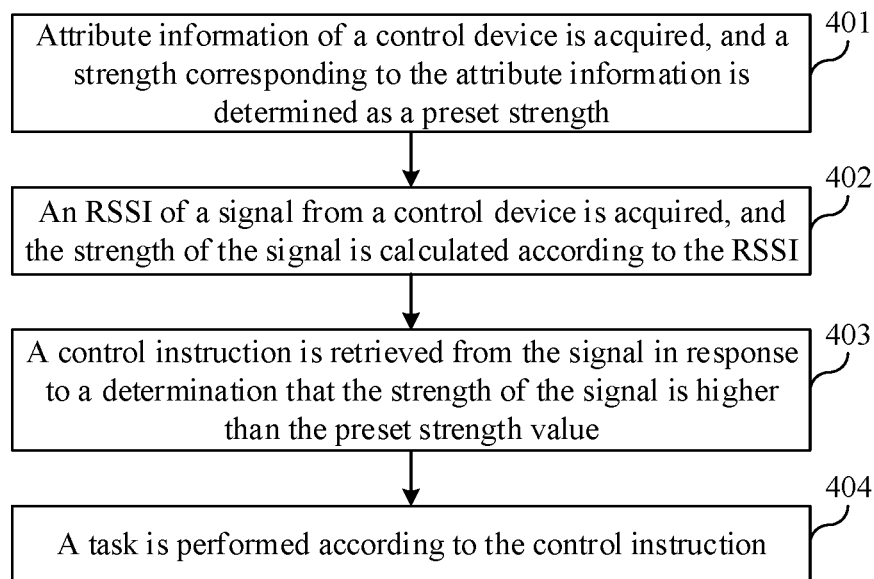 Attribute information of a control device is acquired, and a
strength corresponding to the attribute information is
determined as a preset strength
401
An RSSI of a signal from a control device is acquired, and
the strength of the signal is calculated according to the RSSI
402
A control instruction is retrieved from the signal in response
to a determination that the strength of the signal is higher
than the preset strength value
403
A task is performed according to the control instruction
404